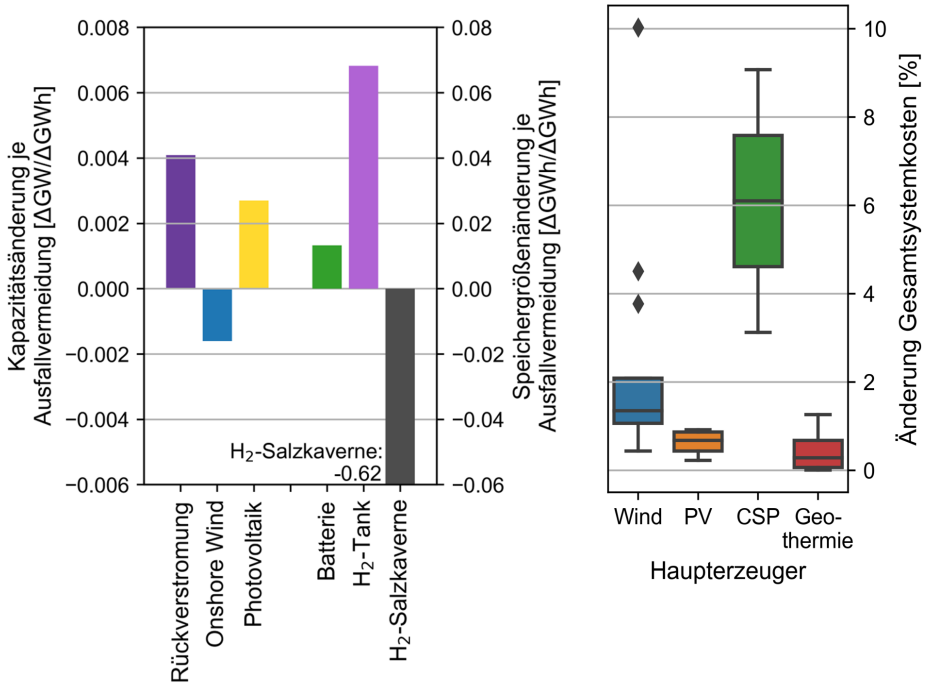 Kapazitätsänderung je
Ausfallvermeidung [ΔGW/ΔGWh]
0.008
0.006
0.004
0.002
0.000
−0.002
−0.004
−0.006
H₂-Salzkaverne:
-0.62
Rückverstromung
Onshore Wind
Photovoltaik
Batterie
H₂-Tank
H₂-Salzkaverne
0.08
0.06
0.04
0.02
0.00
−0.02
−0.04
−0.06
Speichergrößenänderung je
Ausfallvermeidung [ΔGWh/ΔGWh]
10
8
6
4
2
0
Änderung Gesamtsystemkosten [%]
Wind
PV
CSP
Geo-
thermie
Haupterzeuger